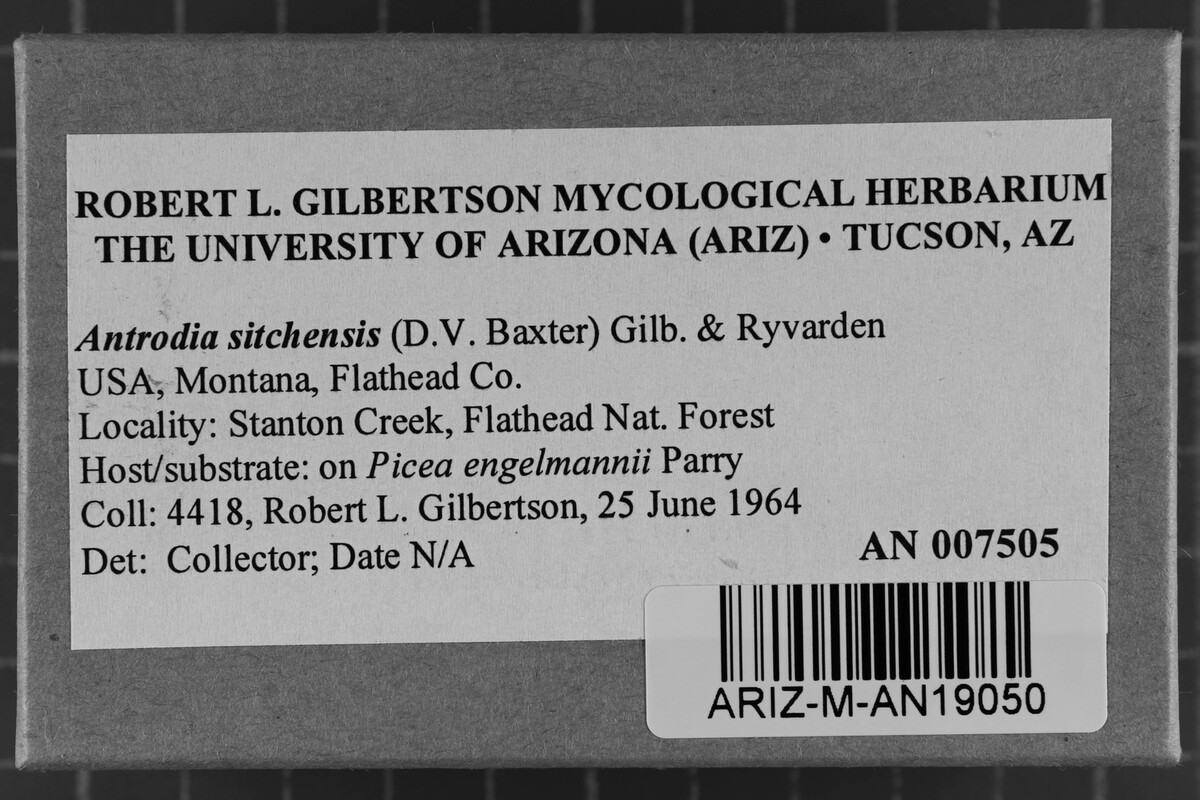 ROBERT L. GILBERTSON MYCOLOGICAL HERBARIUM
THE UNIVERSITY OF ARIZONA (ARIZ) • TUCSON, AZ
Antrodia sitchensis (D.V. Baxter) Gilb. & Ryvarden
USA, Montana, Flathead Co.
Locality: Stanton Creek, Flathead Nat. Forest
Host/substrate: on Picea engelmannii Parry
Coll: 4418, Robert L. Gilbertson, 25 June 1964
Det: Collector; Date N/A
AN 007505
ARIZ-M-AN19050